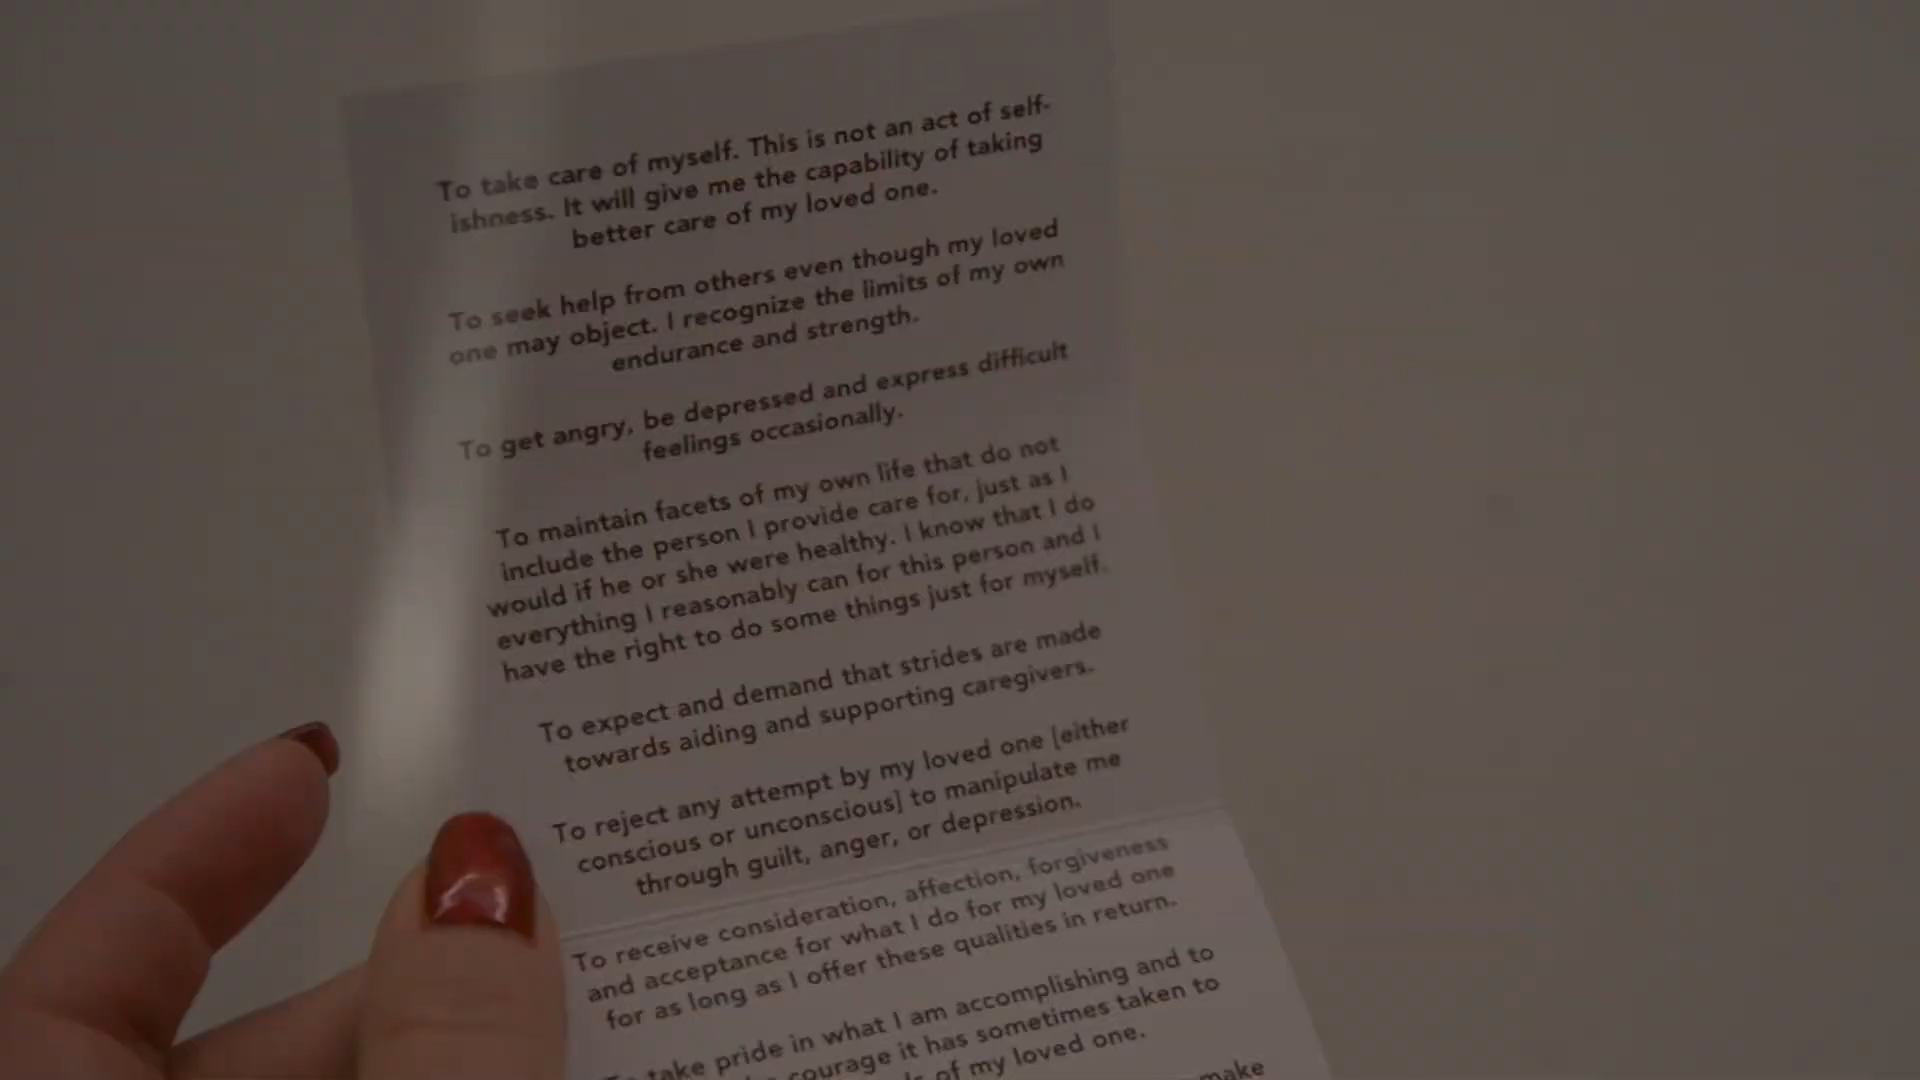 To take care of myself. This is not an act of self-
ishness. It will give me the capability of taking
better care of my loved one.
To seek help from others even though my loved
one may object. I recognize the limits of my own
endurance and strength.
To get angry, be depressed and express difficult
feelings occasionally.
To maintain facets of my own life that do not
include the person I provide care for, just as I
would if he or she were healthy. I know that I do
everything I reasonably can for this person and I
have the right to do some things just for myself.
To expect and demand that strides are made
towards aiding and supporting caregivers.
To reject any attempt by my loved one [either
conscious or unconscious] to manipulate me
through guilt, anger, or depression.
To receive consideration, affection, forgiveness
and acceptance for what I do for my loved one
for as long as I offer these qualities in return.
To take pride in what I am accomplishing and to
courage it has sometimes taken to
of my loved one.
make